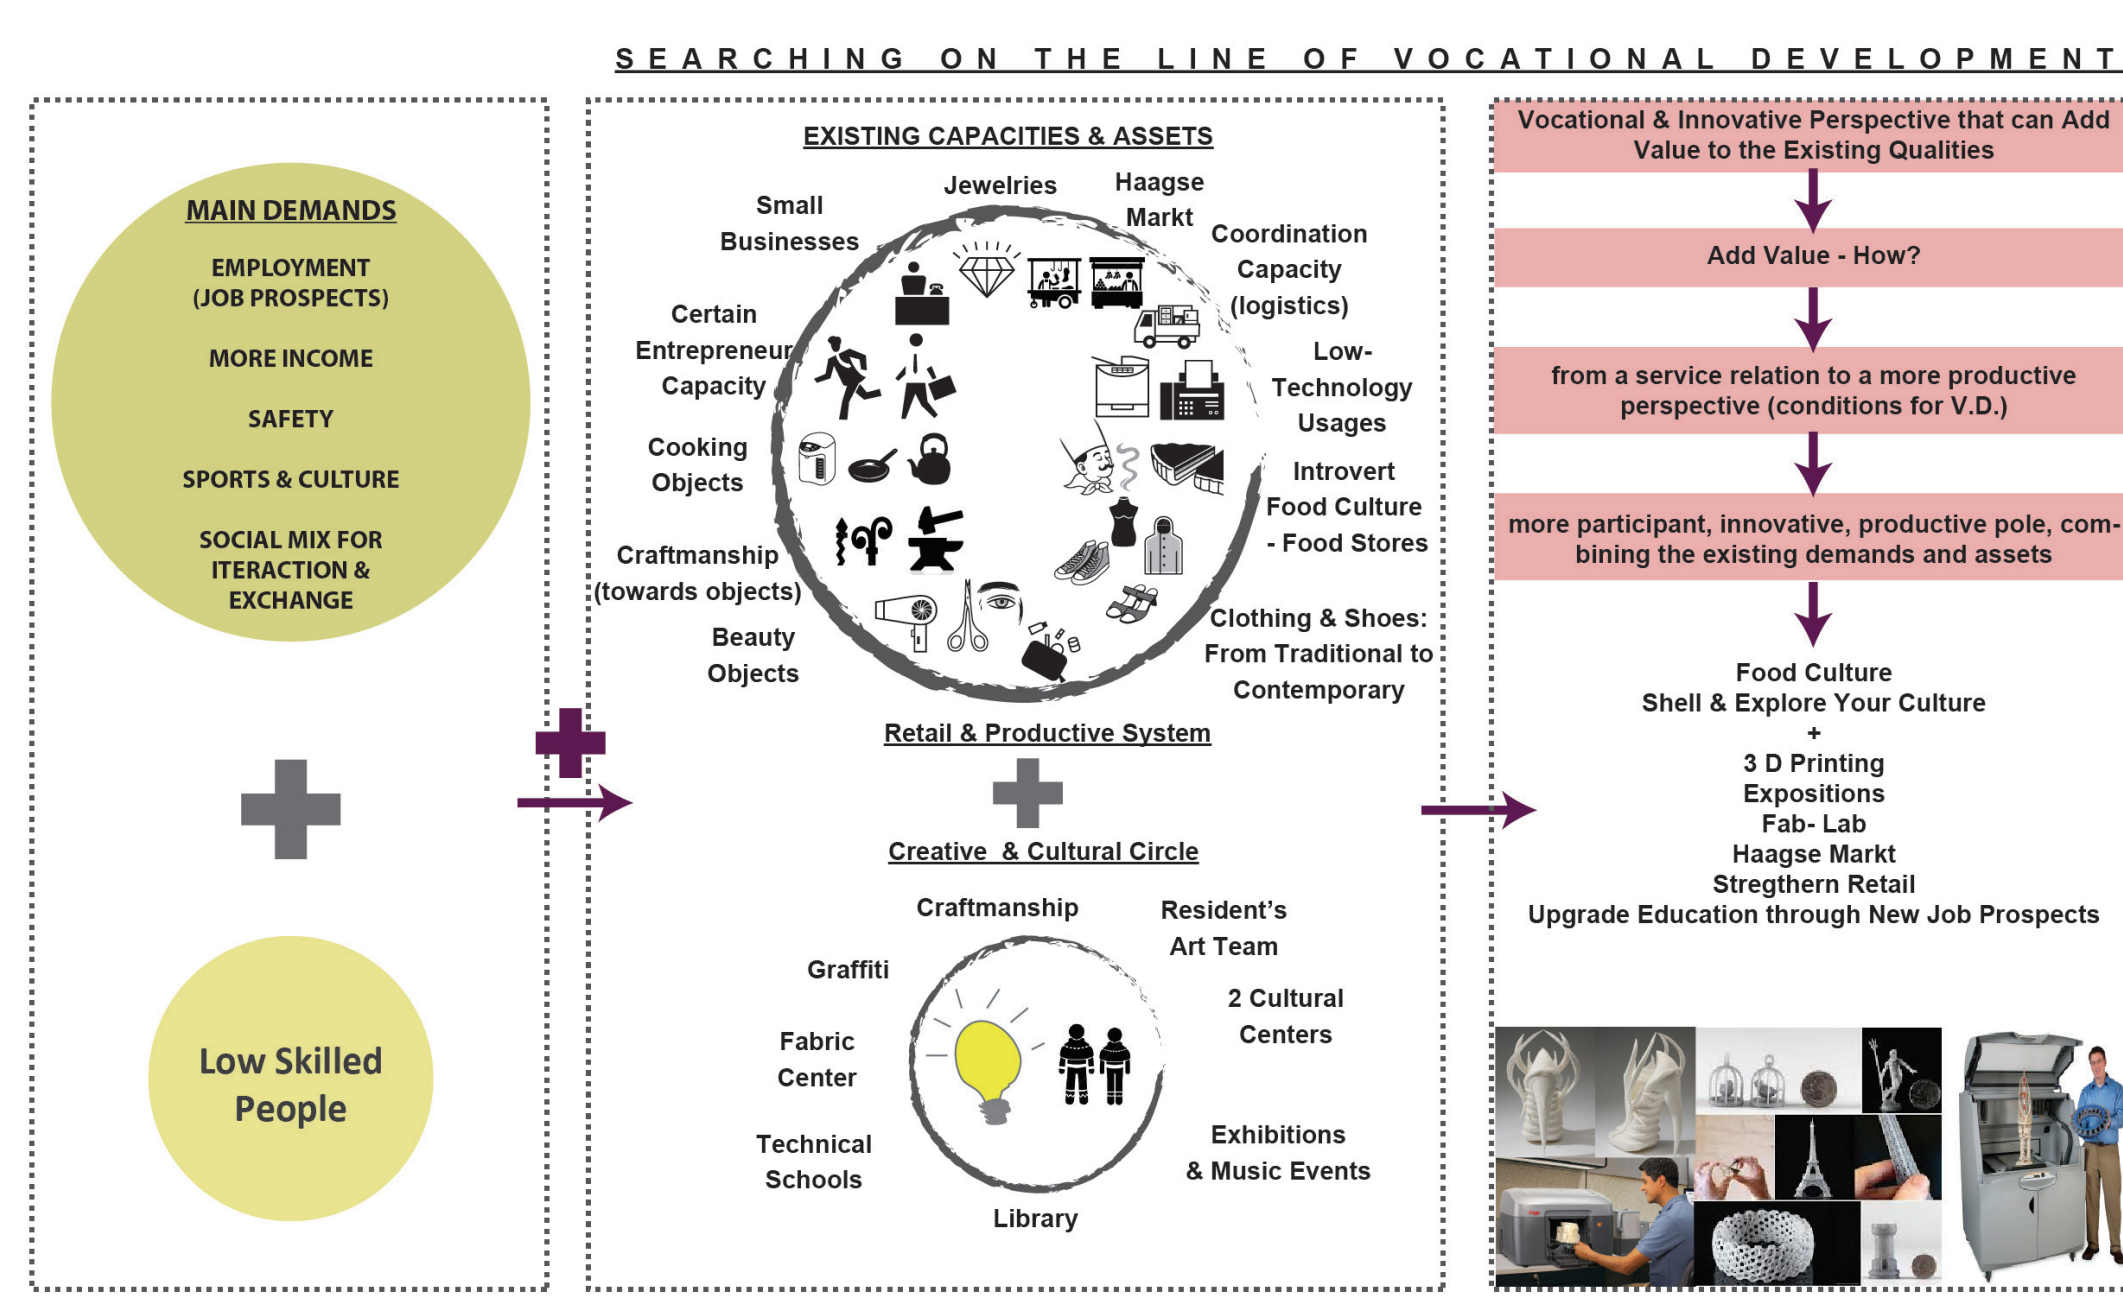 SEARCHING ON THE LINE OF VOCATIONAL DEVELOPMENT
MAIN DEMANDS
EMPLOYMENT
(JOB PROSPECTS)
MORE INCOME
SAFETY
SPORTS & CULTURE
SOCIAL MIX FOR
ITERACTION &
EXCHANGE
Low Skilled
People
EXISTING CAPACITIES & ASSETS
Jewelries
Haagse
Markt
Small
Businesses
Coordination
Capacity
(logistics)
Certain
Entrepreneur
Capacity
Low-
Technology
Usages
Cooking
Objects
Introvert
Food Culture
- Food Stores
Craftmanship
(towards objects)
Beauty
Objects
Clothing & Shoes:
From Traditional to
Contemporary
Retail & Productive System
Creative & Cultural Circle
Craftmanship
Resident's
Art Team
Graffiti
2 Cultural
Centers
Fabric
Center
Technical
Schools
Exhibitions
& Music Events
Library
Vocational & Innovative Perspective that can Add
Value to the Existing Qualities
Add Value - How?
from a service relation to a more productive
perspective (conditions for V.D.)
more participant, innovative, productive pole, com-
bining the existing demands and assets
Food Culture
Shell & Explore Your Culture
+
3 D Printing
Expositions
Fab- Lab
Haagse Markt
Stregthern Retail
Upgrade Education through New Job Prospects